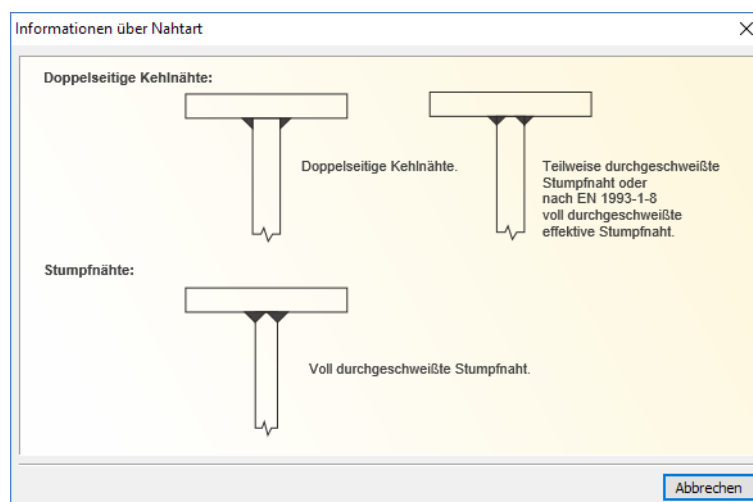 Informationen über Nahtart
Doppelseitige Kehlnähte:
Doppelseitige Kehlnähte.
Teilweise durchgeschweißte
Stumpfnaht oder
nach EN 1993-1-8
voll durchgeschweißte
effektive Stumpfnaht.
Stumpfnähte:
Voll durchgeschweißte Stumpfnaht.
Abbrechen